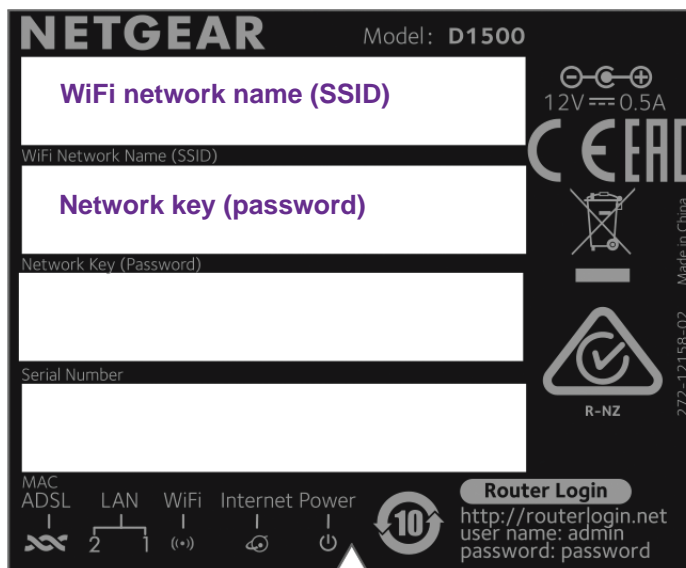 NETGEAR Model: D1500
WiFi network name (SSID)
WiFi Network Name (SSID)
Network key (password)
Network Key (Password)
Serial Number
MAC
12V 0.5A
CE EAC
Made in China
272-12158-02
R-NZ
ADSL LAN WiFi Internet Power
2 1
10
Router Login
http://routerlogin.net
user name: admin
password: password